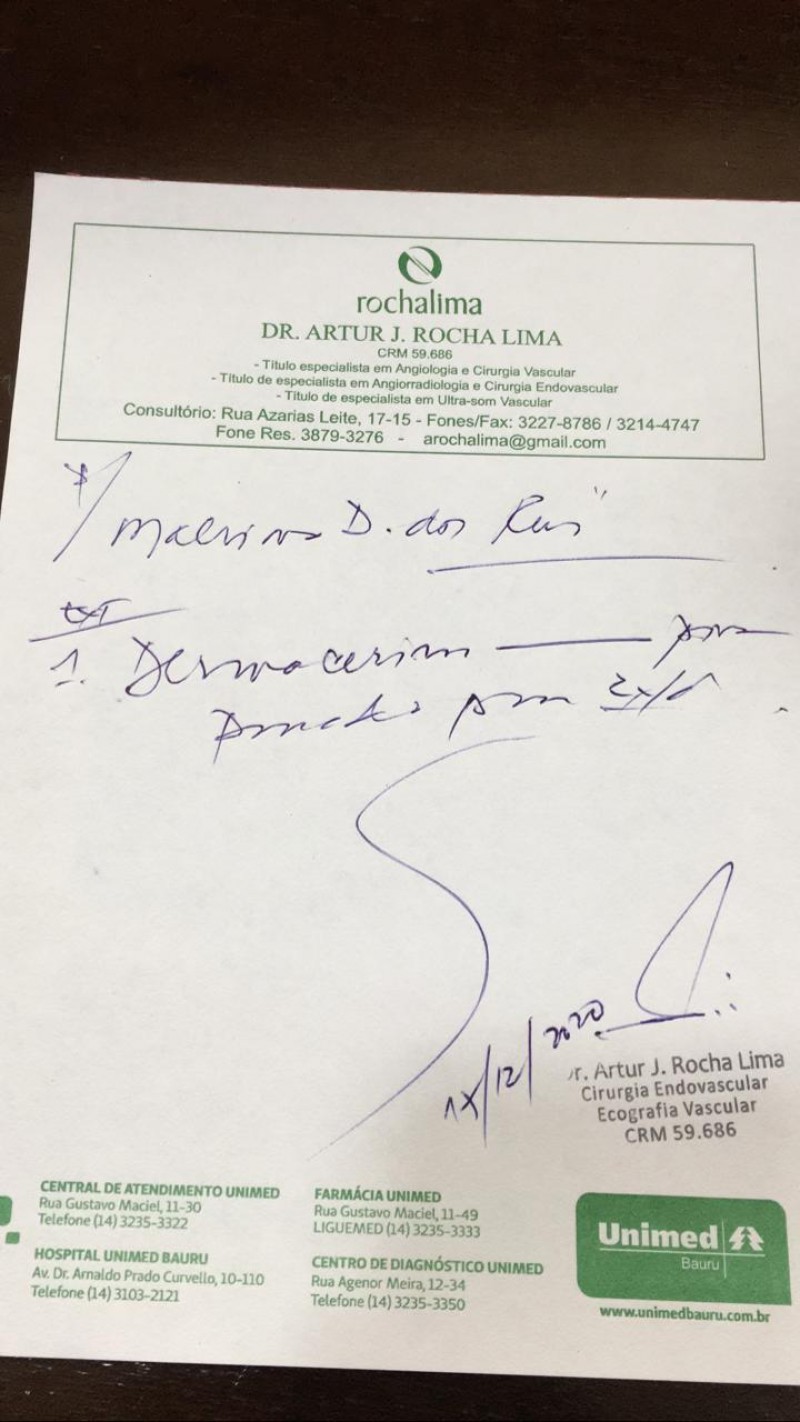 rochalima
DR. ARTUR J. ROCHA LIMA
CRM 59.686
- Título especialista em Angiologia e Cirurgia Vascular
- Título de especialista em Angiorradiologia e Cirurgia Endovascular
- Título de especialista em Ultra-som Vascular
Consultório: Rua Azarias Leite, 17-15 - Fones/Fax: 3227-8786 / 3214-4747
Fone Res. 3879-3276 - arochalima@gmail.com
D. dos
1. Dermacerium
/12/2020
r. Artur J. Rocha Lima
Cirurgia Endovascular
Ecografia Vascular
CRM 59.686
CENTRAL DE ATENDIMENTO UNIMED
Rua Gustavo Maciel, 11-30
Telefone (14) 3235-3322
HOSPITAL UNIMED BAURU
Av. Dr. Arnaldo Prado Curvello, 10-110
Telefone (14) 3103-2121
FARMÁCIA UNIMED
Rua Gustavo Maciel, 11-49
LIGUEMED (14) 3235-3333
CENTRO DE DIAGNÓSTICO UNIMED
Rua Agenor Meira, 12-34
Telefone (14) 3235-3350
Unimed
Bauru
www.unimedbauru.com.br